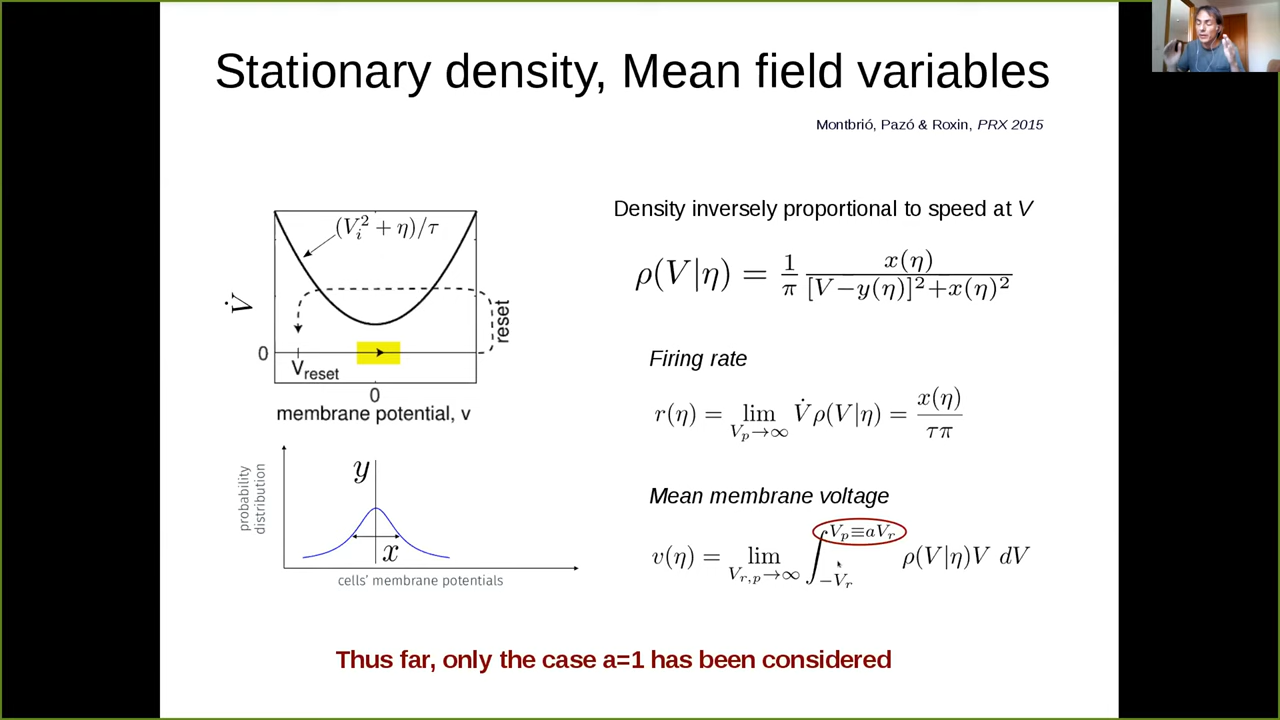 Stationary density, Mean field variables
Montbrió, Pazó & Roxin, PRX 2015
(V_i^2 + η)/τ
V̇
reset
0
V_reset
0
membrane potential, v
probability
distribution
y
x
cells' membrane potentials
Density inversely proportional to speed at V
ρ(V|η) = 1/π x(η)/([V−y(η)]^2+x(η)^2)
Firing rate
r(η) = lim_{V_p→∞} V̇ρ(V|η) = x(η)/τπ
Mean membrane voltage
v(η) = lim_{V_{r,p}→∞} ∫_{−V_r}^{V_p≡aV_r} ρ(V|η)V dV
Thus far, only the case a=1 has been considered